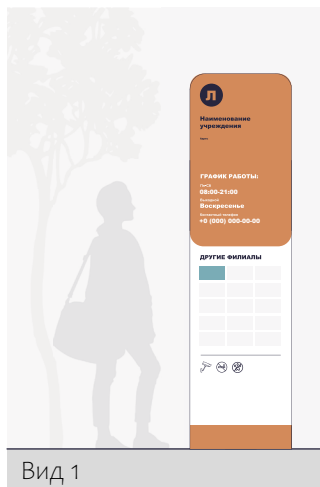 Л
Наименование
учреждения
ГРАФИК РАБОТЫ:
Пн-Сб
08:00-21:00
Выходной
Воскресенье
Контактный телефон
+0 (000) 000-00-00
ДРУГИЕ ФИЛИАЛЫ
Вид 1